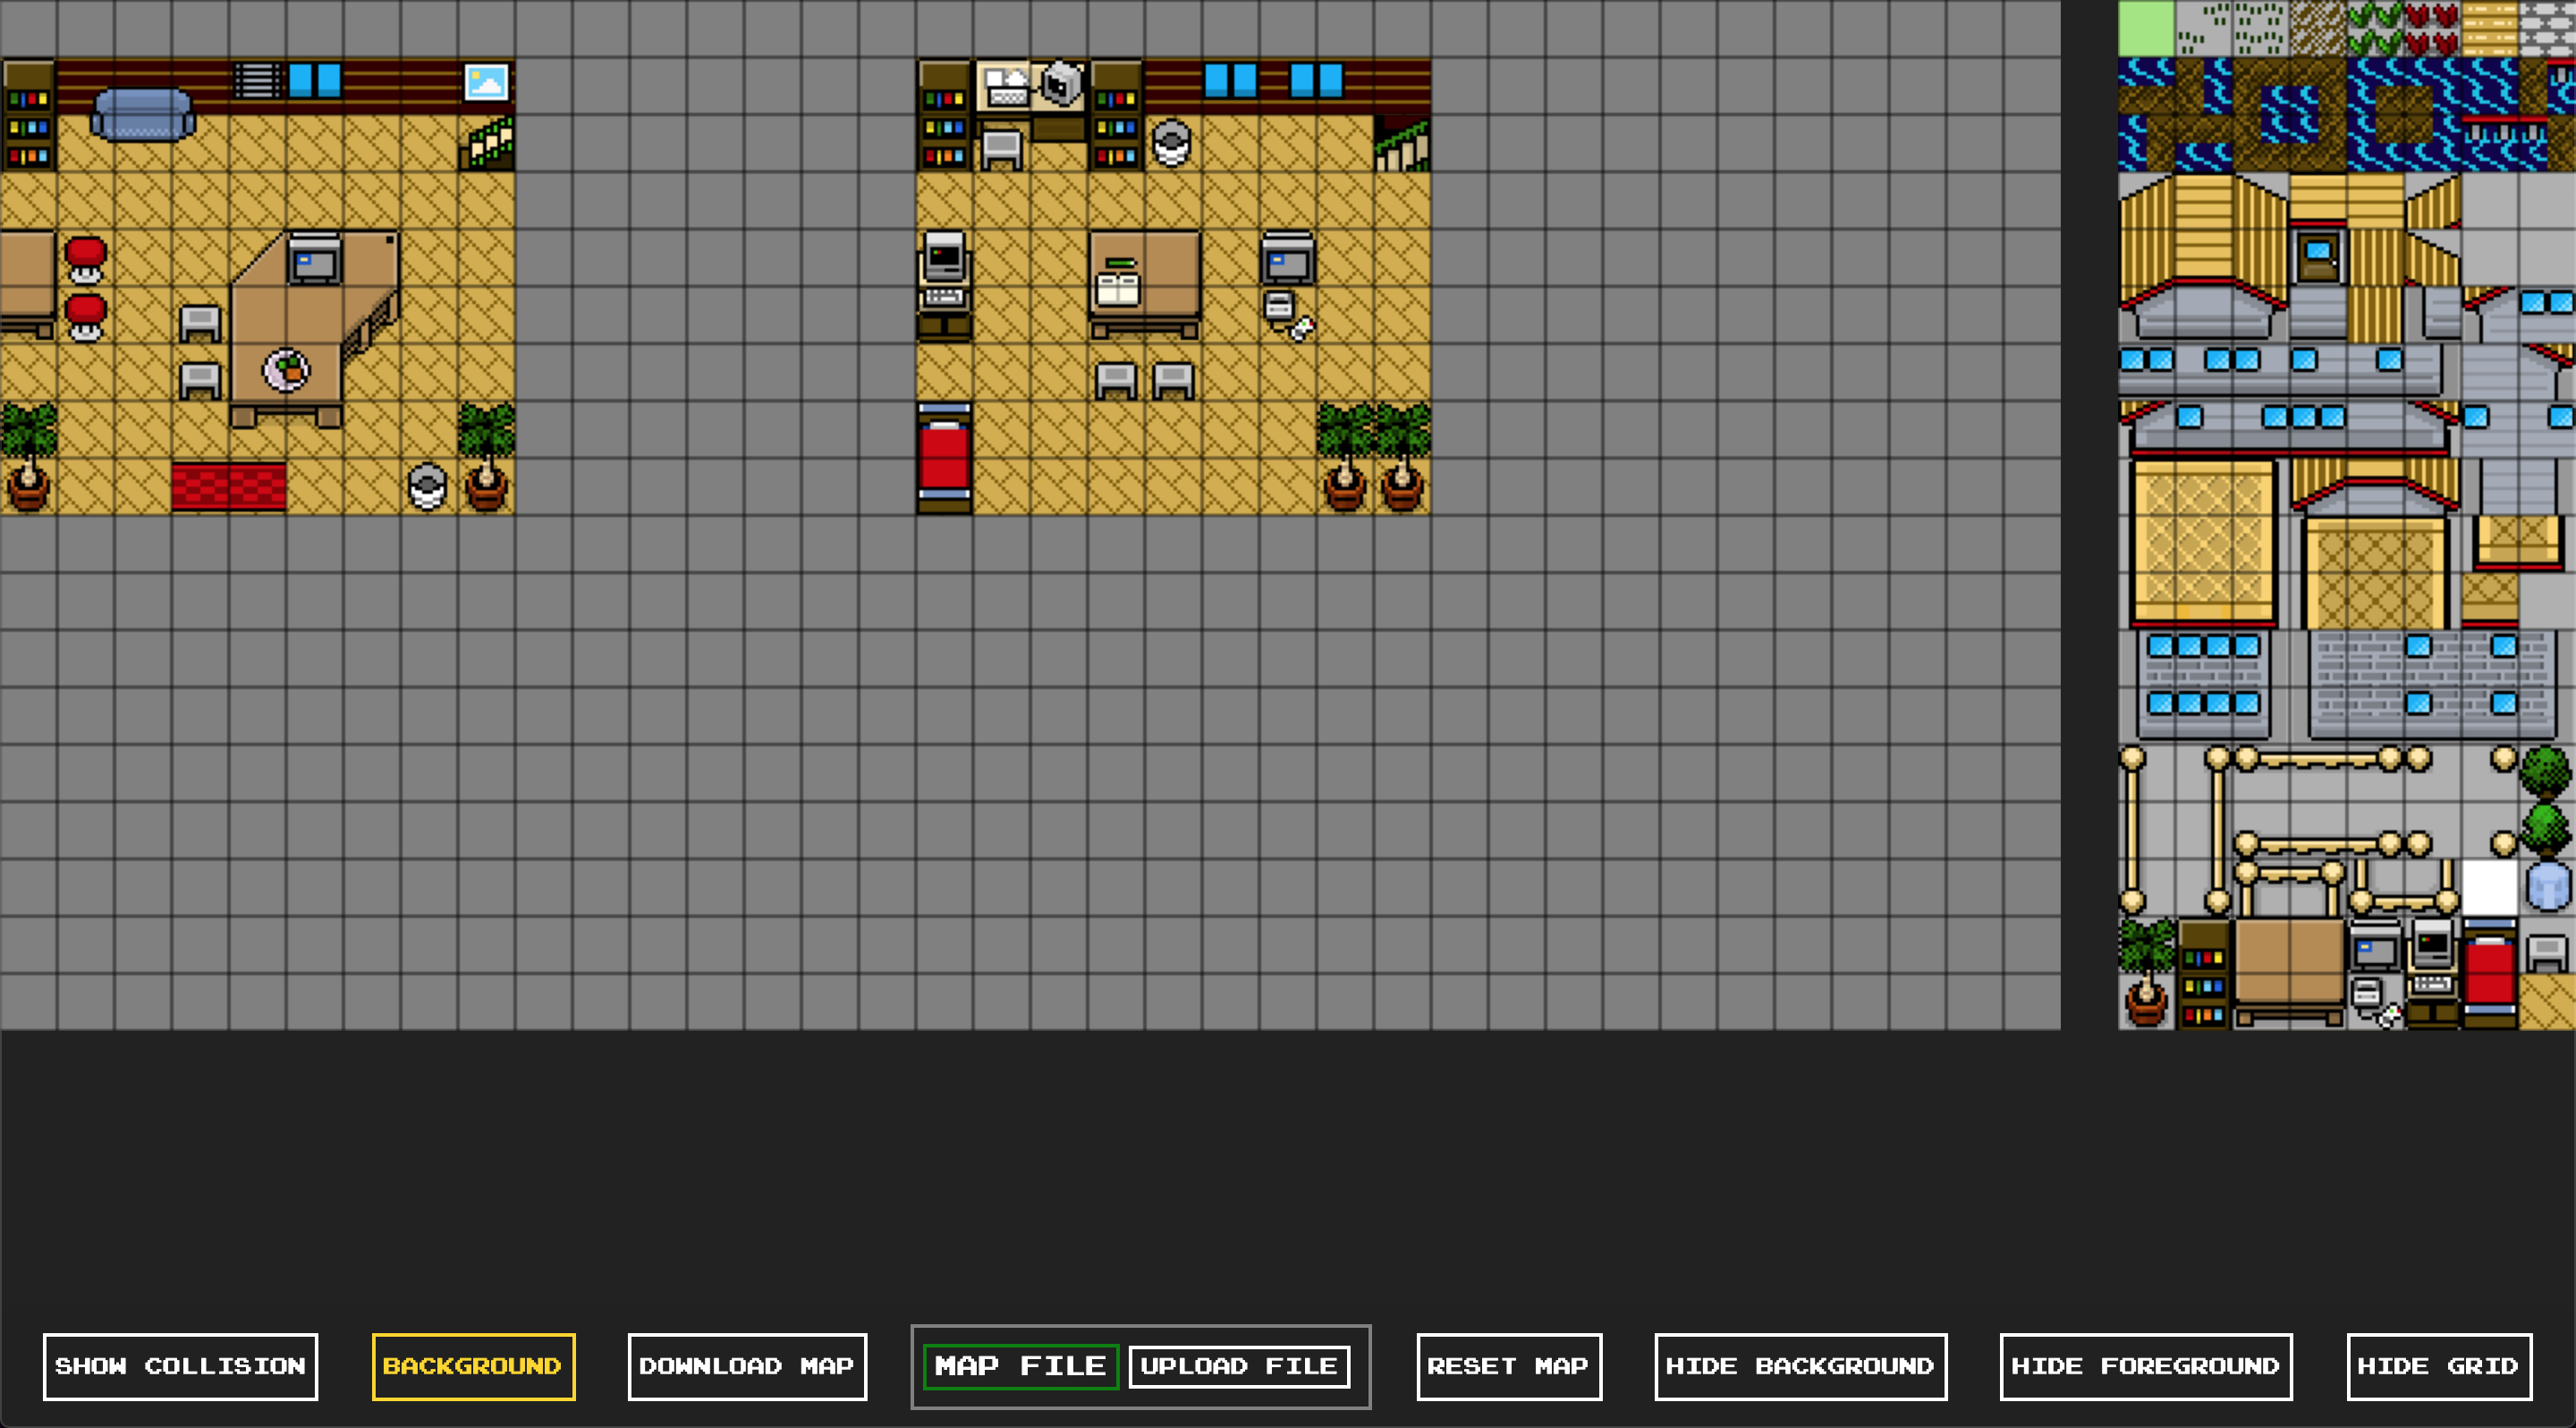 SHOW COLLISION
BACKGROUND
DOWNLOAD MAP
MAP FILE
UPLOAD FILE
RESET MAP
HIDE BACKGROUND
HIDE FOREGROUND
HIDE GRID